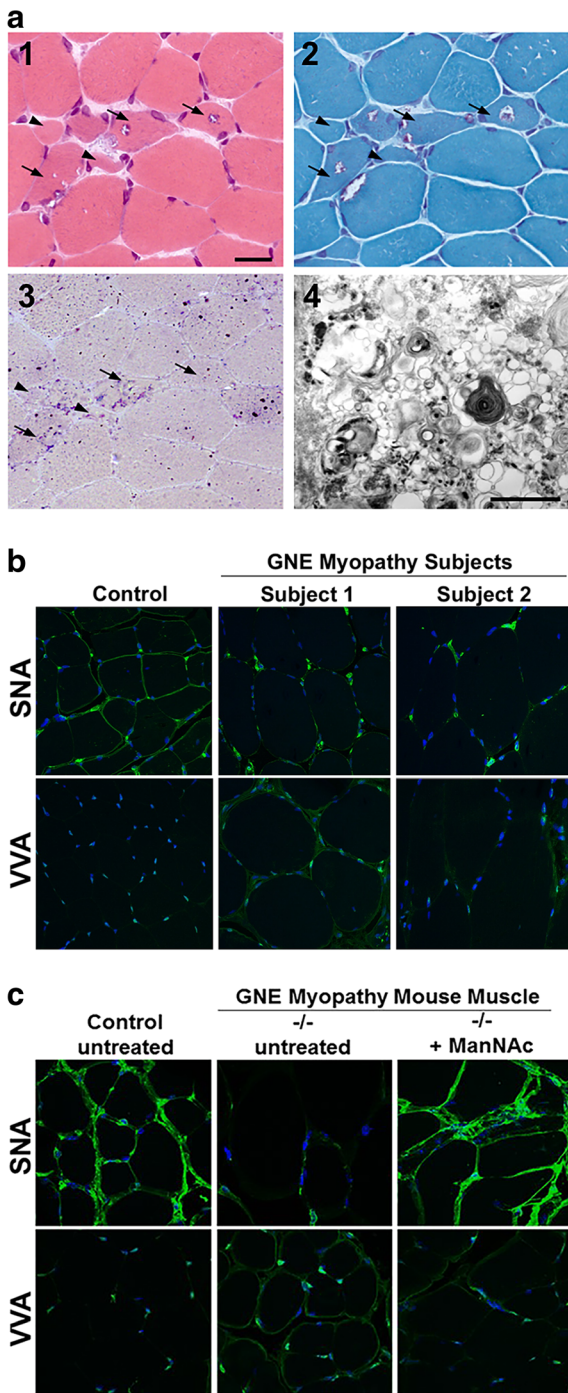 a
1
2
3
4
b
GNE Myopathy Subjects
Control
Subject 1
Subject 2
SNA
VVA
c
GNE Myopathy Mouse Muscle
Control
untreated
-/-
untreated
-/-
+ ManNAc
SNA
VVA